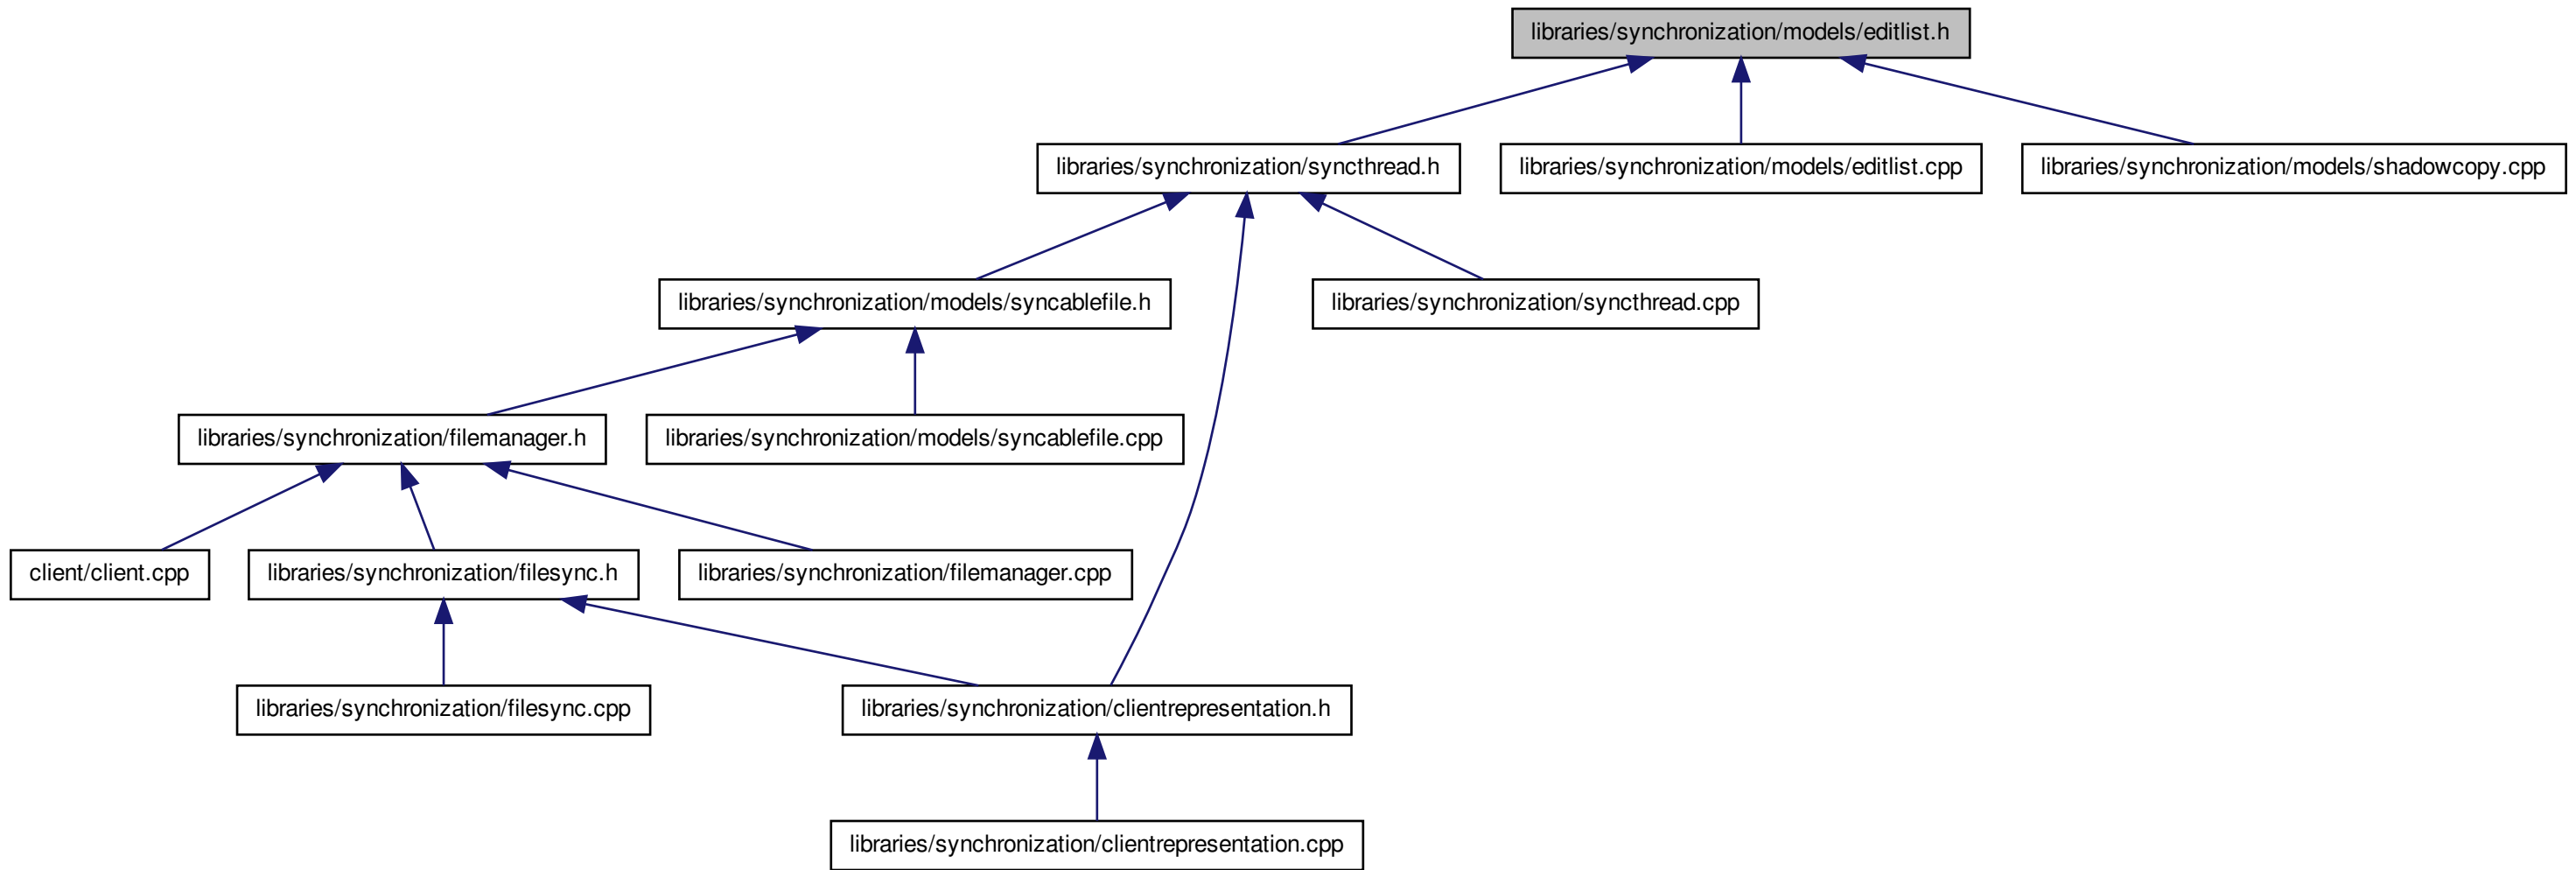 libraries/synchronization/models/editlist.h
libraries/synchronization/syncthread.h
libraries/synchronization/models/editlist.cpp
libraries/synchronization/models/shadowcopy.cpp
libraries/synchronization/models/syncablefile.h
libraries/synchronization/syncthread.cpp
libraries/synchronization/filemanager.h
libraries/synchronization/models/syncablefile.cpp
client/client.cpp
libraries/synchronization/filesync.h
libraries/synchronization/filemanager.cpp
libraries/synchronization/filesync.cpp
libraries/synchronization/clientrepresentation.h
libraries/synchronization/clientrepresentation.cpp